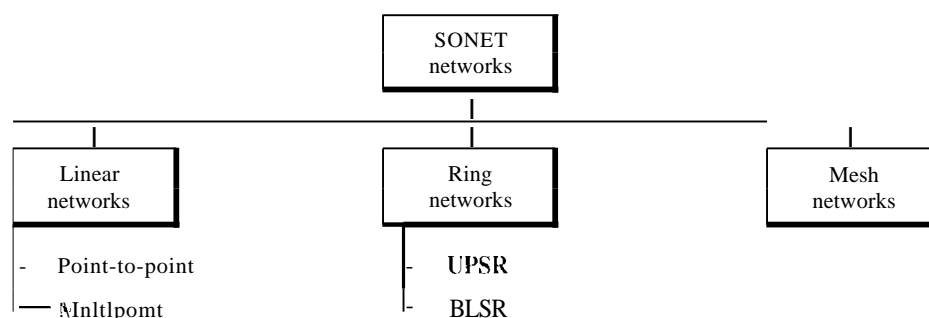 SONET
networks
Linear
networks
Ring
networks
Mesh
networks
- Point-to-point
- UPSR
Mnltlpomt
- BLSR